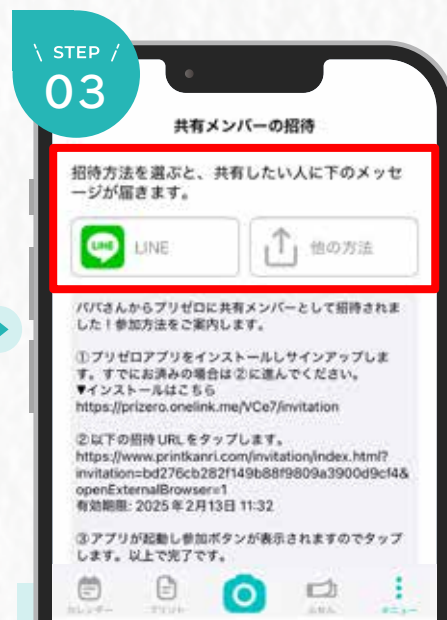 \ STEP /
03
共有メンバーの招待
招待方法を選ぶと、共有したい人に下のメッセ
ージが届きます。
LINE LINE
他の方法
パパさんからプリゼロに共有メンバーとして招待されま
した！参加方法をご案内します。
①プリゼロアプリをインストールしサインアップしま
す。すでにお済みの場合は②に進んでください。
▼インストールはこちら
https://prizero.onelink.me/VCe7/invitation
②以下の招待URLをタップします。
https://www.printkanri.com/invitation/index.html?
invitation=bd276cb282f149b88f9809a3900d9cf4&
openExternalBrowser=1
有効期限: 2025年2月13日 11:32
③アプリが起動し参加ボタンが表示されますのでタップ
します。以上で完了です。
カレンダー プリント ふせん メニュー